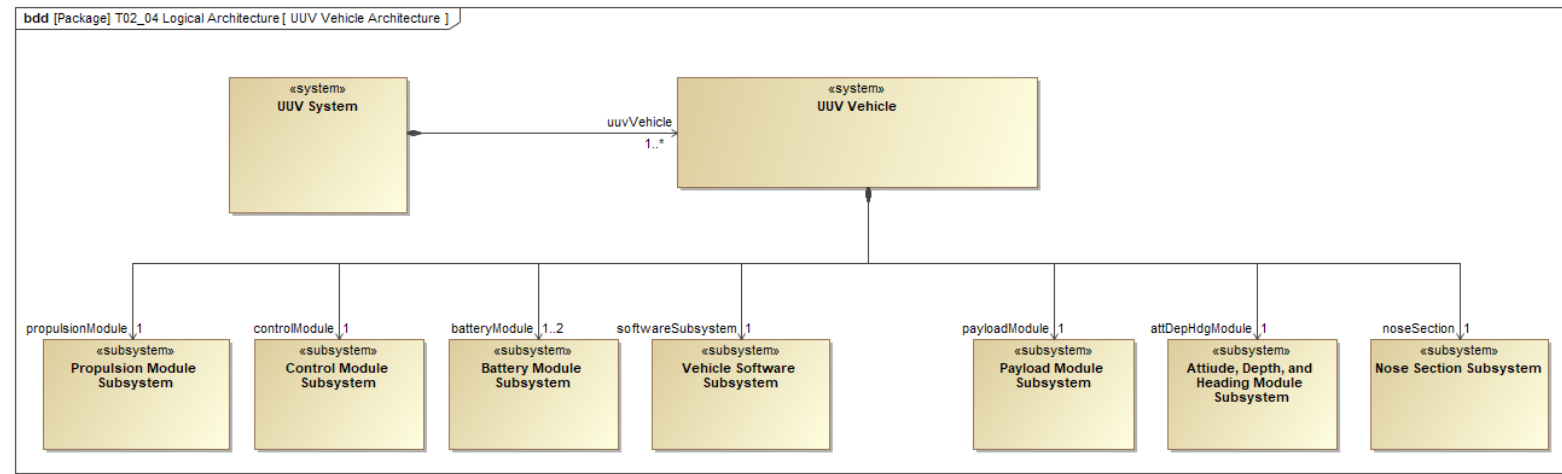 bdd [Package] T02_04 Logical Architecture [ UUV Vehicle Architecture ]
«system»
UUV System
uuvVehicle
1..*
«system»
UUV Vehicle
propulsionModule 1
«subsystem»
Propulsion Module
Subsystem
controlModule 1
«subsystem»
Control Module
Subsystem
batteryModule 1..2
«subsystem»
Battery Module
Subsystem
softwareSubsystem 1
«subsystem»
Vehicle Software
Subsystem
payloadModule 1
«subsystem»
Payload Module
Subsystem
attDepHdgModule 1
«subsystem»
Attiude, Depth, and
Heading Module
Subsystem
noseSection 1
«subsystem»
Nose Section Subsystem